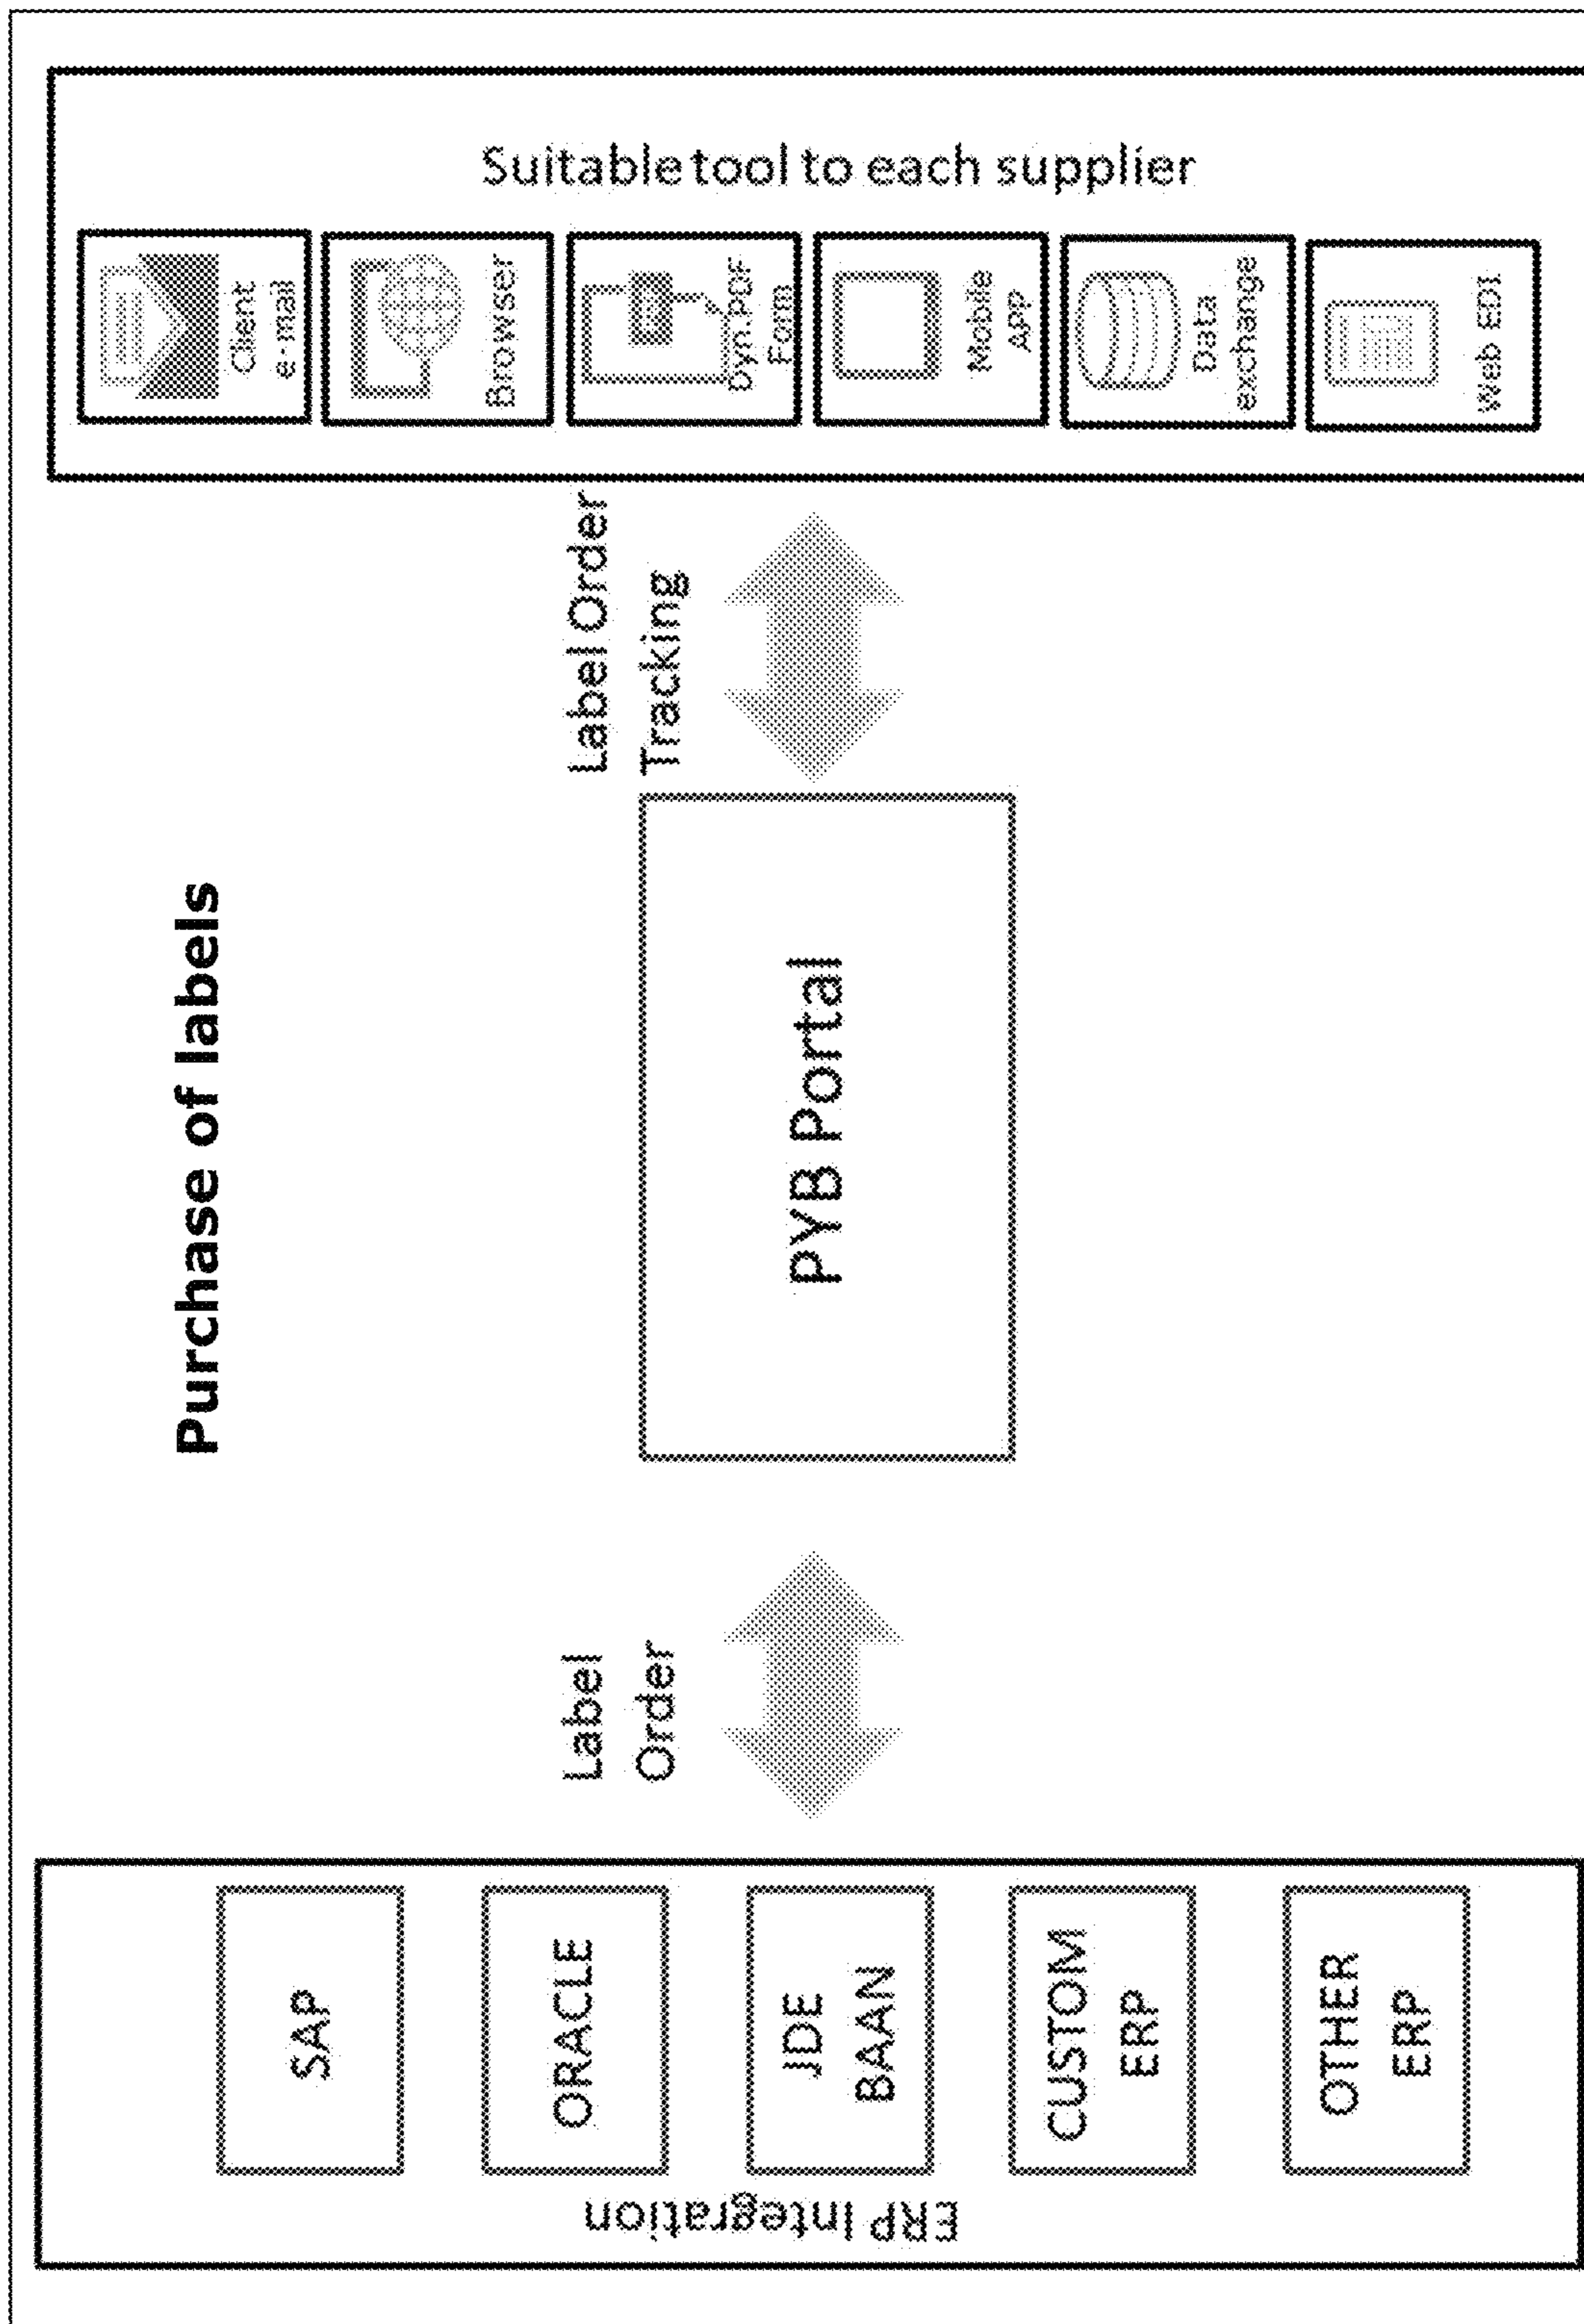 Purchase of labels
ERP Integration
SAP
ORACLE
JDE
BAAN
CUSTOM
ERP
OTHER
ERP
Label
Order
PYB Portal
Label Order
Tracking
Suitable tool to each supplier
Client
e-mail
Browser
Dyn.PDF
Form
Mobile
APP
Data
exchange
Web EDI